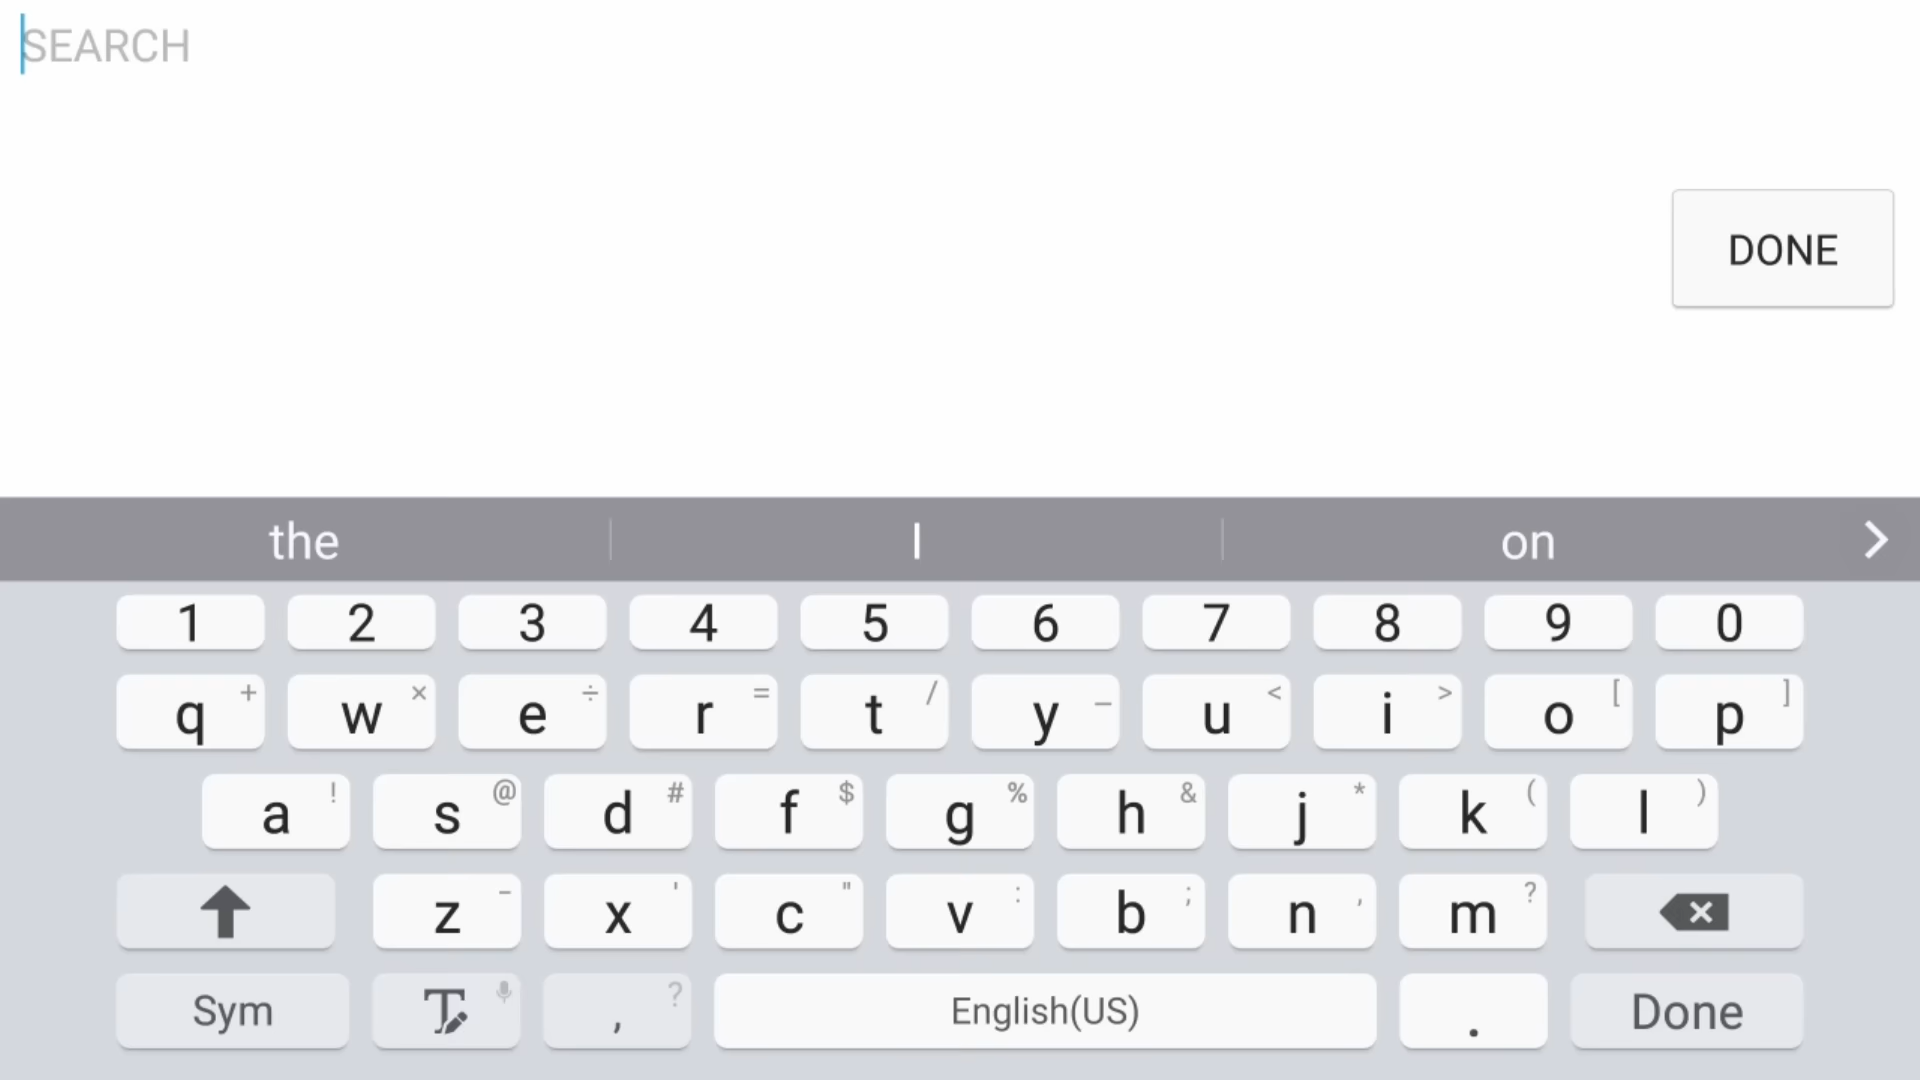 SEARCH
DONE
the I on
1 2 3 4 5 6 7 8 9 0
q + w × e ÷ r = t / y _ u < i > o [ p ]
a ! s @ d # f $ g % h & j * k ( l )
z - x ' c " v : b ; n , m ?
Sym T , ? English(US) . Done